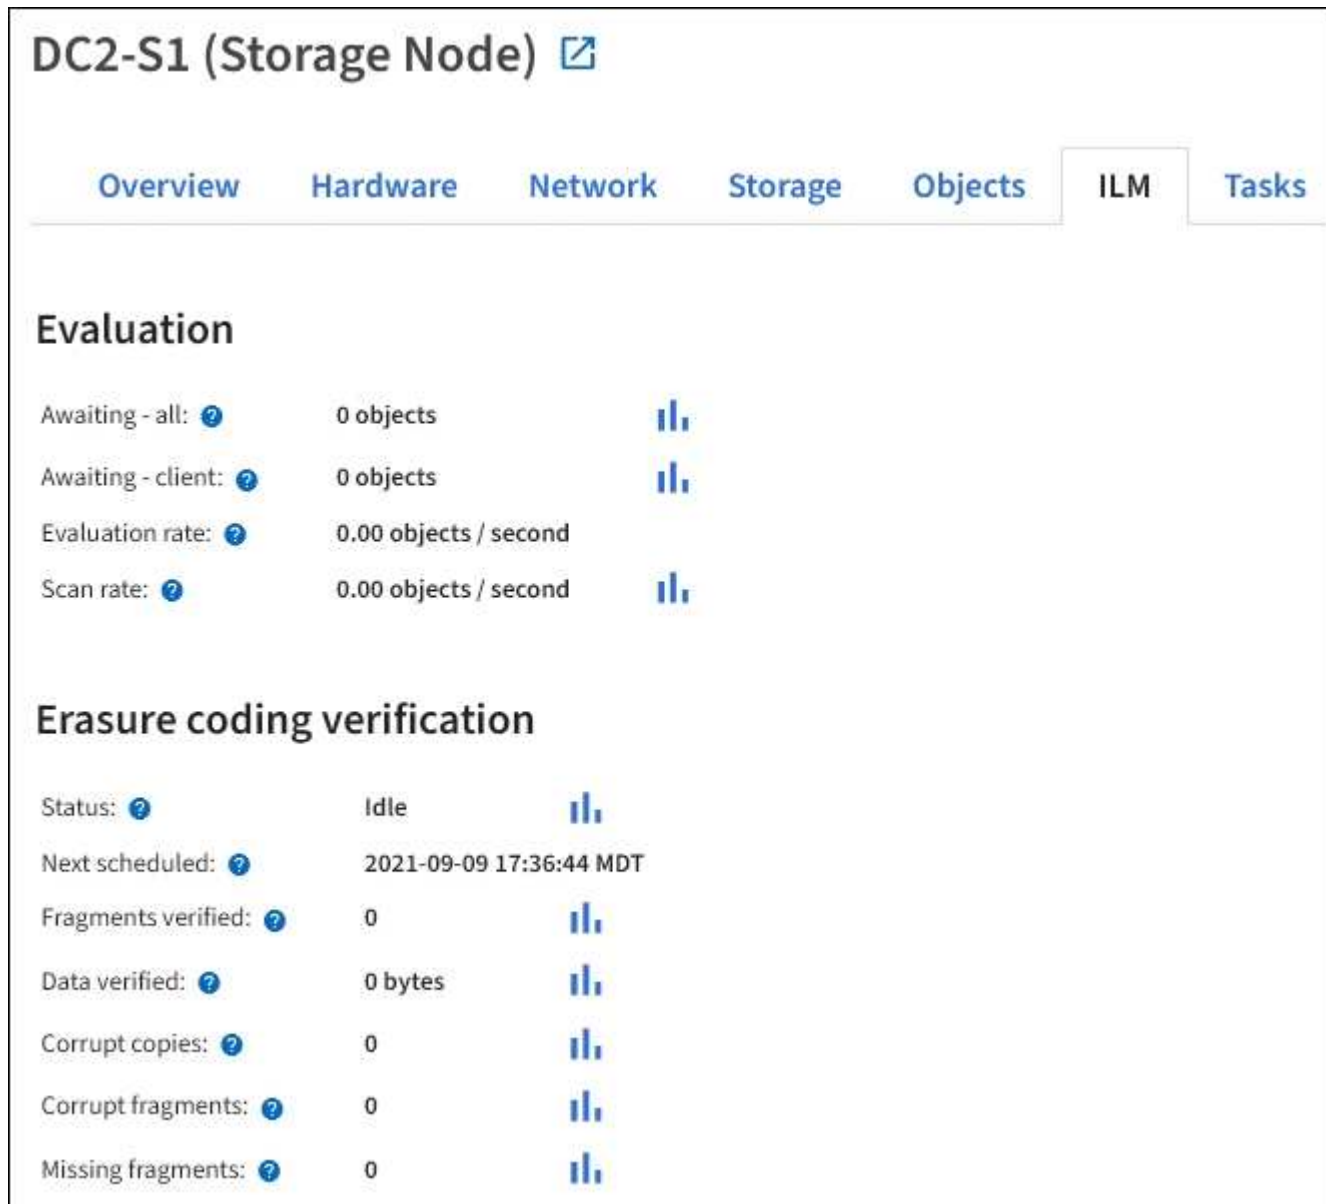 DC2-S1 (Storage Node)
Overview Hardware Network Storage Objects ILM Tasks
Evaluation
Awaiting - all: ? 0 objects
Awaiting - client: ? 0 objects
Evaluation rate: ? 0.00 objects / second
Scan rate: ? 0.00 objects / second
Erasure coding verification
Status: ? Idle
Next scheduled: ? 2021-09-09 17:36:44 MDT
Fragments verified: ? 0
Data verified: ? 0 bytes
Corrupt copies: ? 0
Corrupt fragments: ? 0
Missing fragments: ? 0